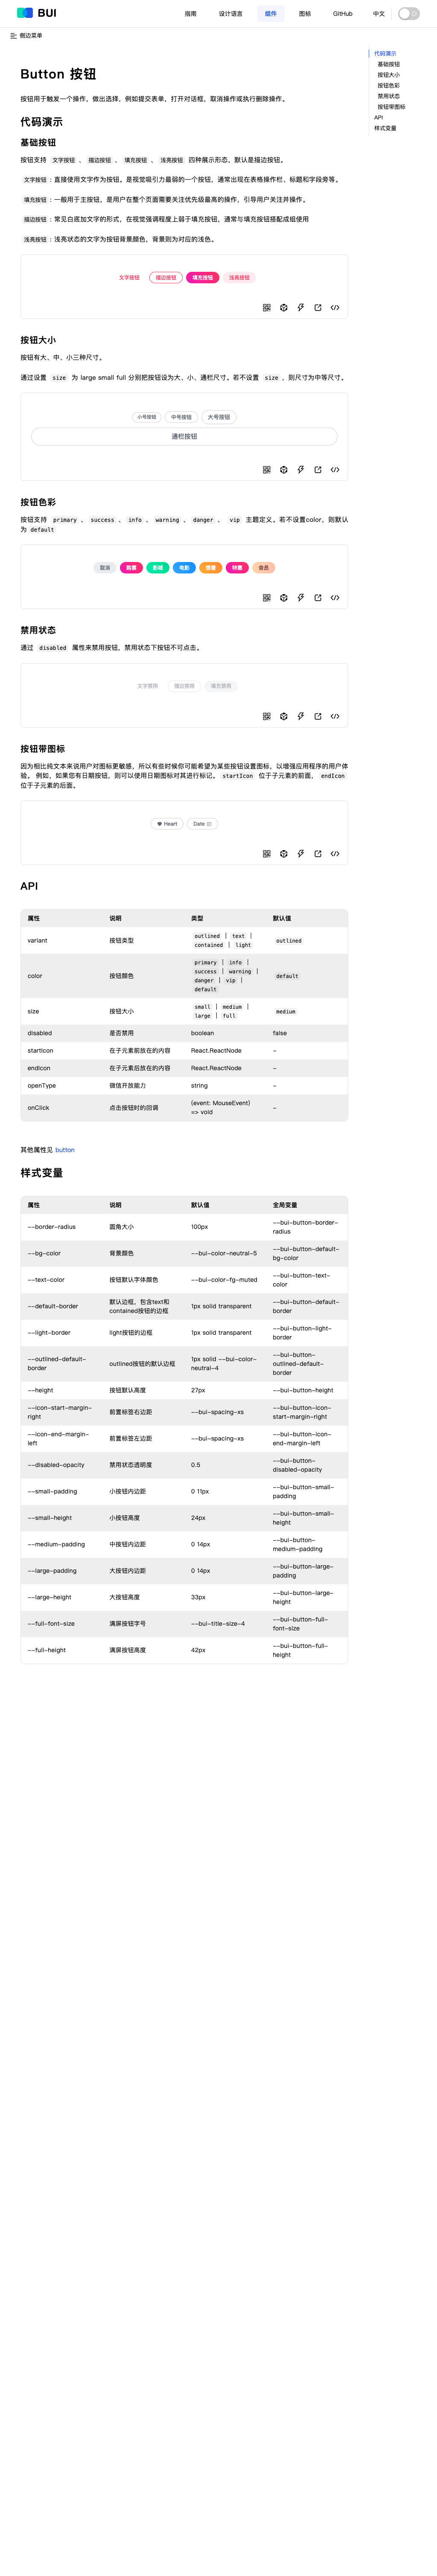 BUI
指南 设计语言 组件 图标 GitHub 中文
侧边菜单
代码演示
基础按钮
按钮大小
按钮色彩
禁用状态
按钮带图标
API
样式变量
Button 按钮
按钮用于触发一个操作，做出选择，例如提交表单，打开对话框，取消操作或执行删除操作。
代码演示
基础按钮
按钮支持 文字按钮 、 描边按钮 、 填充按钮 、 浅亮按钮 四种展示形态，默认是描边按钮。
文字按钮 : 直接使用文字作为按钮。是视觉吸引力最弱的一个按钮，通常出现在表格操作栏、标题和字段旁等。
填充按钮 : 一般用于主按钮，是用户在整个页面需要关注优先级最高的操作，引导用户关注并操作。
描边按钮 : 常见白底加文字的形式，在视觉强调程度上弱于填充按钮，通常与填充按钮搭配成组使用
浅亮按钮 : 浅亮状态的文字为按钮背景颜色，背景则为对应的浅色。
文字按钮 描边按钮 填充按钮 浅亮按钮
按钮大小
按钮有大、中、小三种尺寸。
通过设置 size 为 large small full 分别把按钮设为大、小、通栏尺寸。若不设置 size ，则尺寸为中等尺寸。
小号按钮 中号按钮 大号按钮
通栏按钮
按钮色彩
按钮支持 primary 、 success 、 info 、 warning 、 danger 、 vip 主题定义。若不设置color，则默认
为 default
取消 购票 影城 电影 想看 特惠 会员
禁用状态
通过 disabled 属性来禁用按钮，禁用状态下按钮不可点击。
文字禁用 描边禁用 填充禁用
按钮带图标
因为相比纯文本来说用户对图标更敏感，所以有些时候你可能希望为某些按钮设置图标，以增强应用程序的用户体
验。 例如，如果您有日期按钮，则可以使用日期图标对其进行标记。 startIcon 位于子元素的前面， endIcon
位于子元素的后面。
Heart Date
API
属性 说明 类型 默认值
variant 按钮类型 outlined | text | contained | light outlined
color 按钮颜色 primary | info | success | warning | danger | vip | default default
size 按钮大小 small | medium | large | full medium
disabled 是否禁用 boolean false
startIcon 在子元素前放在的内容 React.ReactNode -
endIcon 在子元素后放在的内容 React.ReactNode -
openType 微信开放能力 string -
onClick 点击按钮时的回调 (event: MouseEvent) => void -
其他属性见 button
样式变量
属性 说明 默认值 全局变量
--border-radius 圆角大小 100px --bui-button-border-radius
--bg-color 背景颜色 --bui-color-neutral-5 --bui-button-default-bg-color
--text-color 按钮默认字体颜色 --bui-color-fg-muted --bui-button-text-color
--default-border 默认边框，包含text和contained按钮的边框 1px solid transparent --bui-button-default-border
--light-border light按钮的边框 1px solid transparent --bui-button-light-border
--outlined-default-border outlined按钮的默认边框 1px solid --bui-color-neutral-4 --bui-button-outlined-default-border
--height 按钮默认高度 27px --bui-button-height
--icon-start-margin-right 前置标签右边距 --bui-spacing-xs --bui-button-icon-start-margin-right
--icon-end-margin-left 前置标签左边距 --bui-spacing-xs --bui-button-icon-end-margin-left
--disabled-opacity 禁用状态透明度 0.5 --bui-button-disabled-opacity
--small-padding 小按钮内边距 0 11px --bui-button-small-padding
--small-height 小按钮高度 24px --bui-button-small-height
--medium-padding 中按钮内边距 0 14px --bui-button-medium-padding
--large-padding 大按钮内边距 0 14px --bui-button-large-padding
--large-height 大按钮高度 33px --bui-button-large-height
--full-font-size 满屏按钮字号 --bui-title-size-4 --bui-button-full-font-size
--full-height 满屏按钮高度 42px --bui-button-full-height